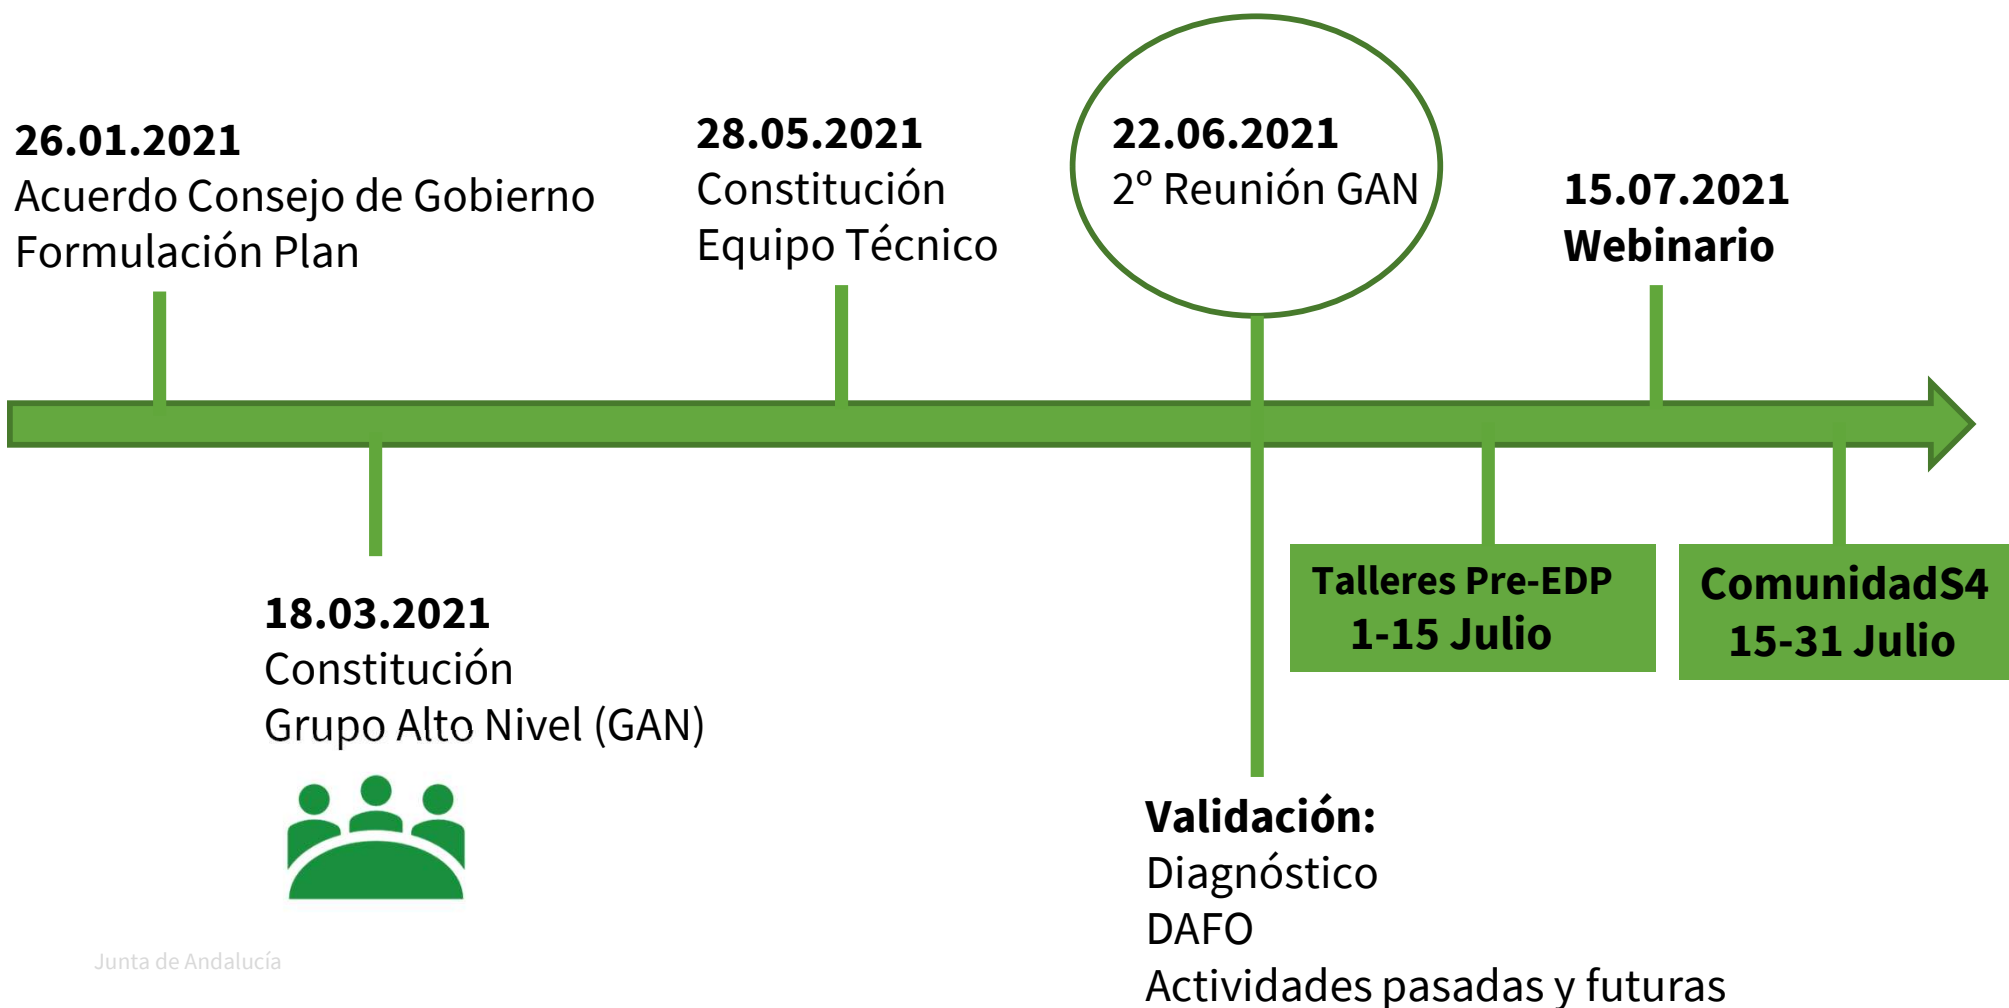 26.01.2021
Acuerdo Consejo de Gobierno
Formulación Plan
28.05.2021
Constitución
Equipo Técnico
22.06.2021
2º Reunión GAN
15.07.2021
Webinario
18.03.2021
Constitución
Grupo Alto Nivel (GAN)
Talleres Pre-EDP
1-15 Julio
ComunidadS4
15-31 Julio
Validación:
Diagnóstico
DAFO
Actividades pasadas y futuras
Junta de Andalucía